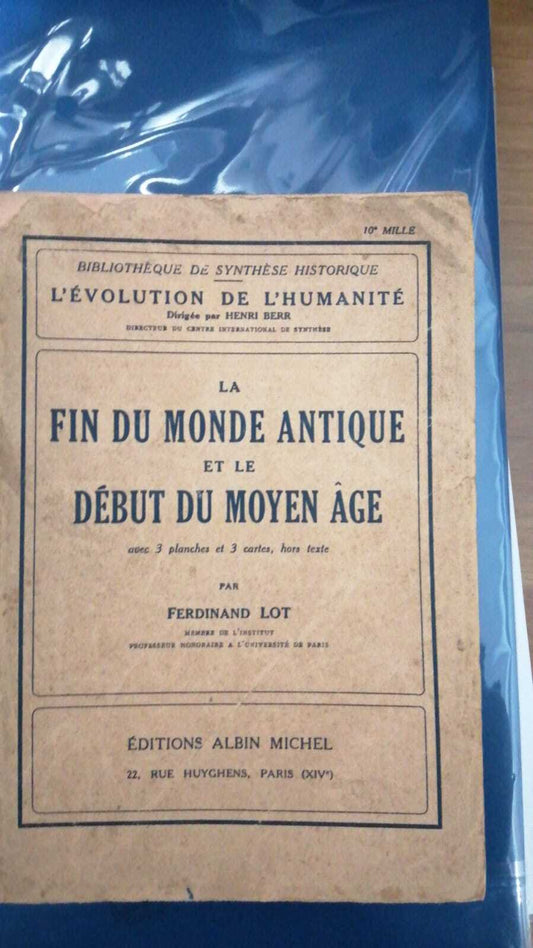 10ᵉ MILLE
BIBLIOTHÈQUE DE SYNTHÈSE HISTORIQUE
L'ÉVOLUTION DE L'HUMANITÉ
Dirigée par HENRI BERR
DIRECTEUR DU CENTRE INTERNATIONAL DE SYNTHÈSE
LA
FIN DU MONDE ANTIQUE
ET LE
DÉBUT DU MOYEN ÂGE
avec 3 planches et 3 cartes, hors texte
PAR
FERDINAND LOT
MEMBRE DE L'INSTITUT
PROFESSEUR HONORAIRE A L'UNIVERSITÉ DE PARIS
ÉDITIONS ALBIN MICHEL
22, RUE HUYGHENS, PARIS (XIVᵉ)